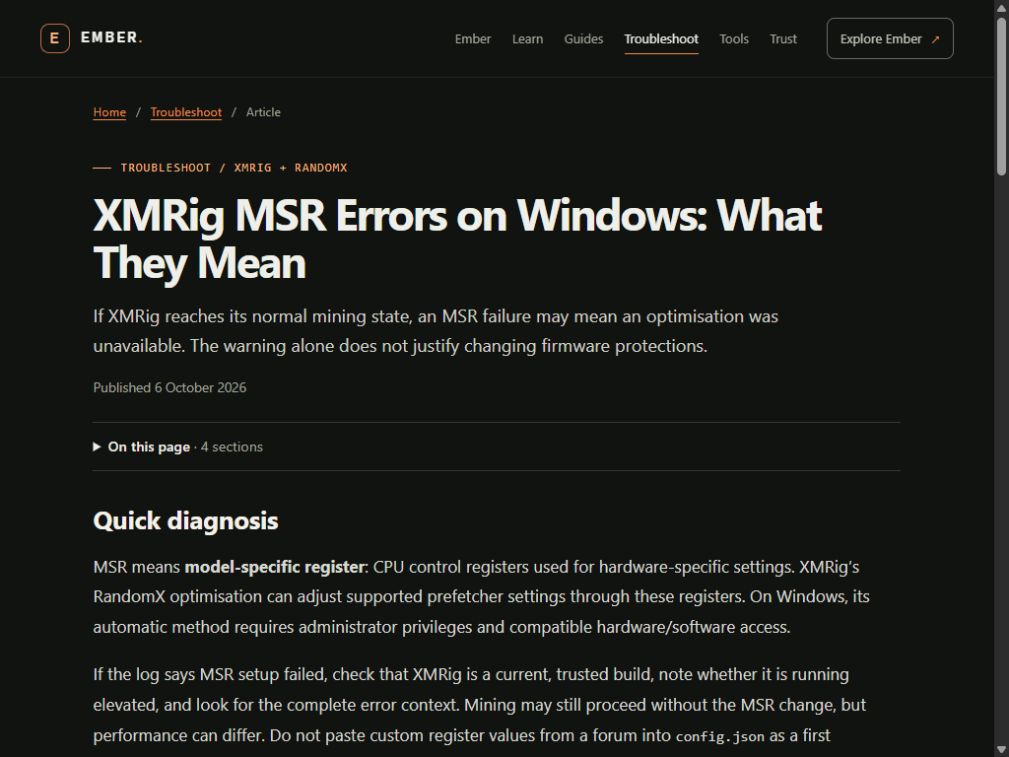 E EMBER.
Ember Learn Guides Troubleshoot Tools Trust Explore Ember ↗
Home / Troubleshoot / Article
TROUBLESHOOT / XMRIG + RANDOMX
XMRig MSR Errors on Windows: What
They Mean
If XMRig reaches its normal mining state, an MSR failure may mean an optimisation was
unavailable. The warning alone does not justify changing firmware protections.
Published 6 October 2026
On this page · 4 sections
Quick diagnosis
MSR means model-specific register: CPU control registers used for hardware-specific settings. XMRig’s
RandomX optimisation can adjust supported prefetcher settings through these registers. On Windows, its
automatic method requires administrator privileges and compatible hardware/software access.
If the log says MSR setup failed, check that XMRig is a current, trusted build, note whether it is running
elevated, and look for the complete error context. Mining may still proceed without the MSR change, but
performance can differ. Do not paste custom register values from a forum into config.json as a first